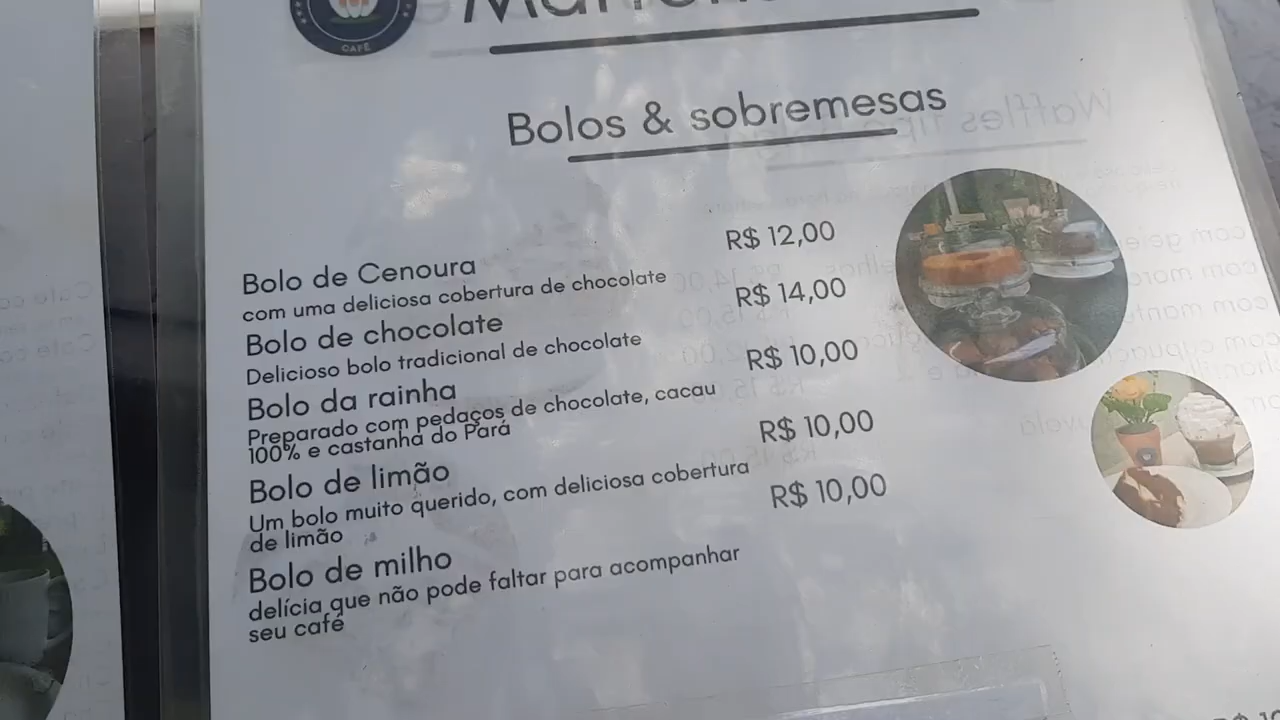 CAFÉ
Bolos & sobremesas
Bolo de Cenoura R$ 12,00
com uma deliciosa cobertura de chocolate
Bolo de chocolate R$ 14,00
Delicioso bolo tradicional de chocolate
Bolo da rainha R$ 10,00
Preparado com pedaços de chocolate, cacau
100% e castanha do Pará
Bolo de limão R$ 10,00
Um bolo muito querido, com deliciosa cobertura
de limão
Bolo de milho R$ 10,00
delícia que não pode faltar para acompanhar
seu café